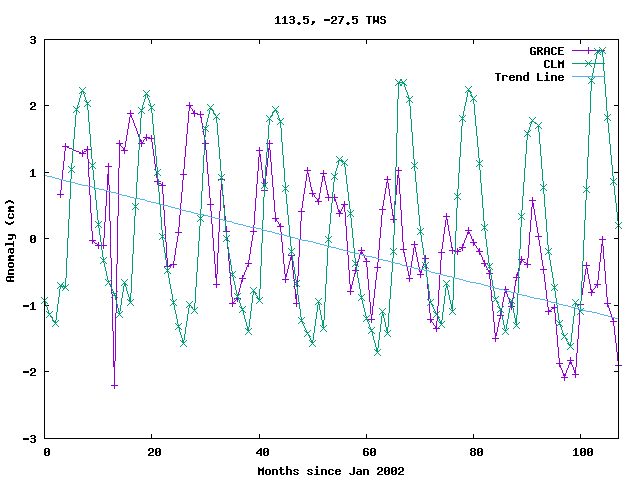 113.5, -27.5 TWS
GRACE
CLM
Trend Line
3
2
1
0
-1
-2
-3
Anomaly (cm)
0 20 40 60 80 100
Months since Jan 2002